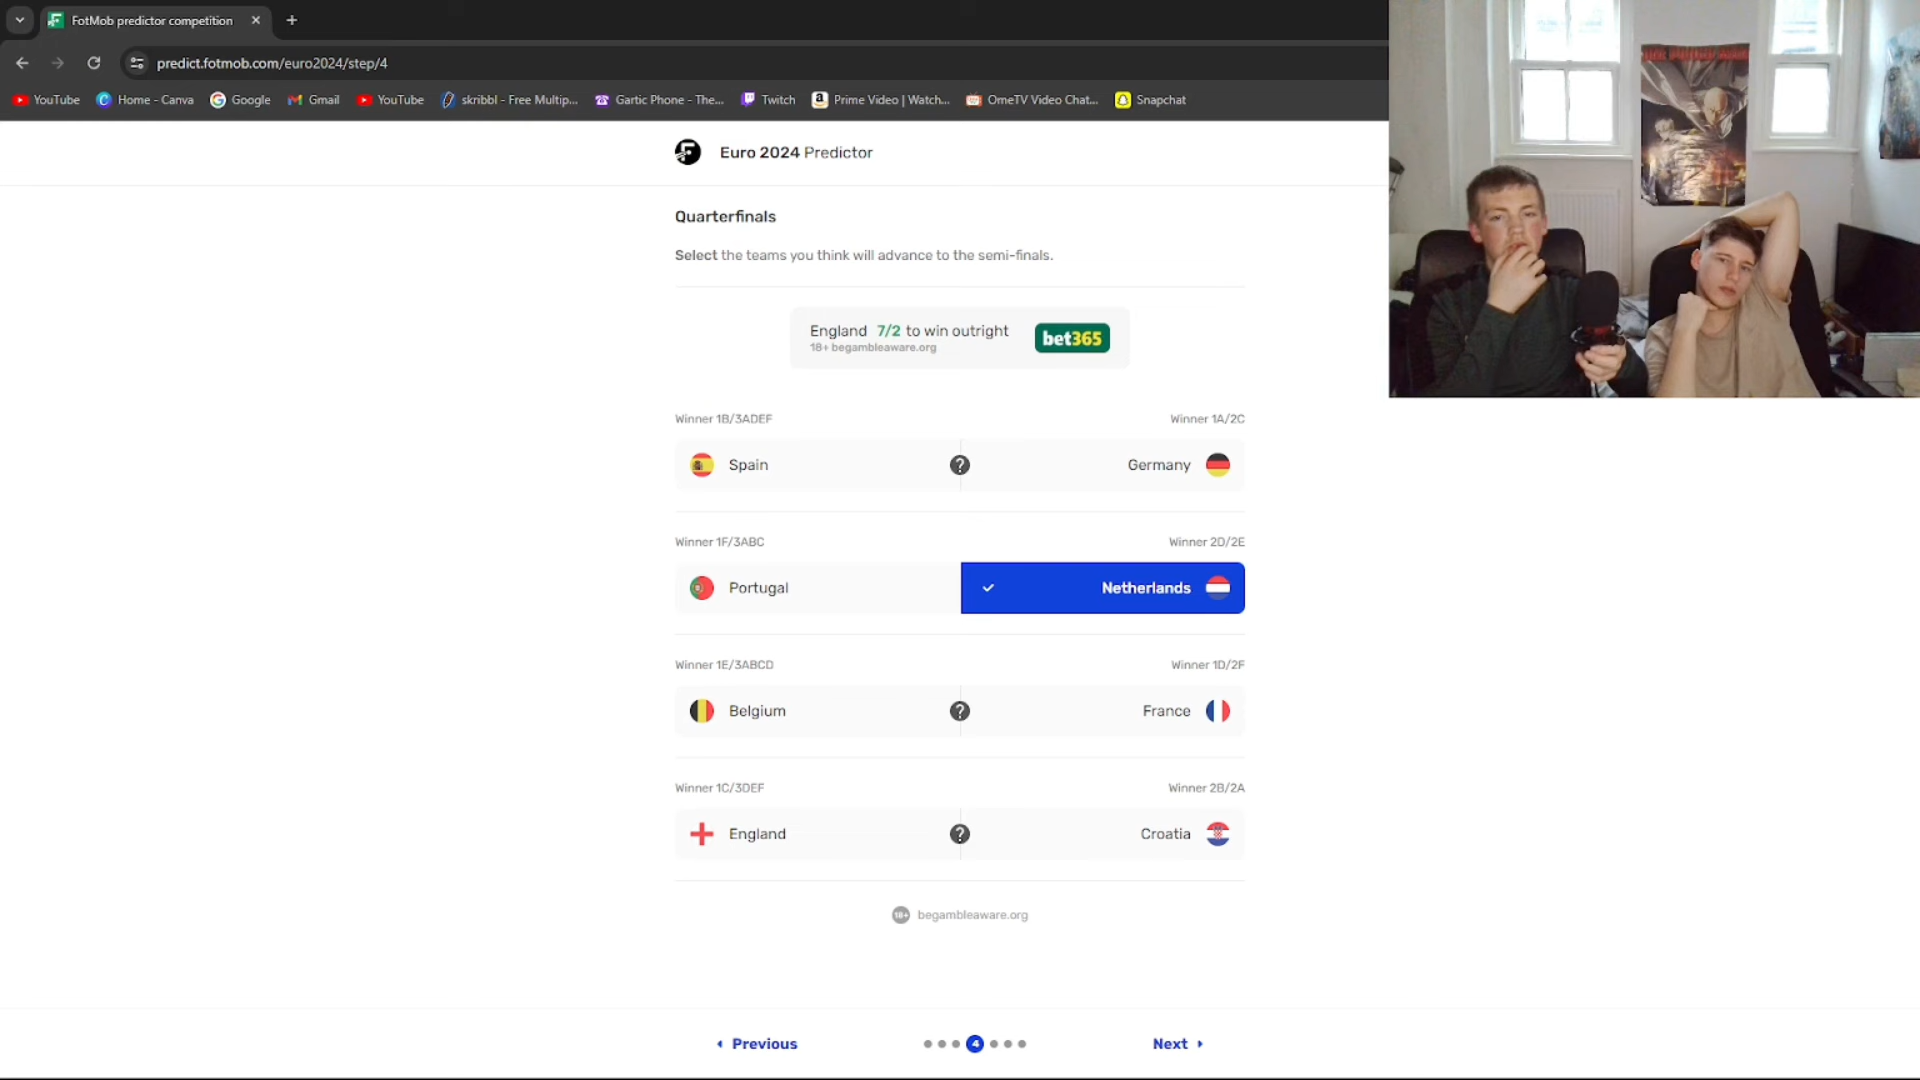 FotMob predictor competition
predict.fotmob.com/euro2024/step/4
YouTube Home - Canva Google Gmail YouTube skribbl - Free Multip... Gartic Phone - The... Twitch Prime Video | Watch... OmeTV Video Chat... Snapchat
Euro 2024 Predictor
Quarterfinals
Select the teams you think will advance to the semi-finals.
England 7/2 to win outright
18+ begambleaware.org
bet365
Winner 1B/3ADEF Winner 1A/2C
Spain ? Germany
Winner 1F/3ABC Winner 2D/2E
Portugal Netherlands
Winner 1E/3ABCD Winner 1D/2F
Belgium ? France
Winner 1C/3DEF Winner 2B/2A
England ? Croatia
18+ begambleaware.org
Previous 4 Next